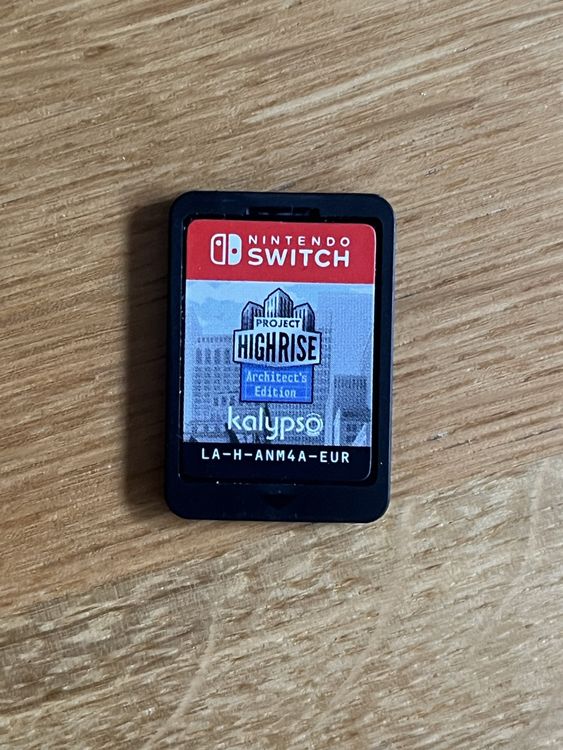 NINTENDO
SWITCH
PROJECT
HIGHRISE
Architect's
Edition
kalypso
LA-H-ANM4A-EUR